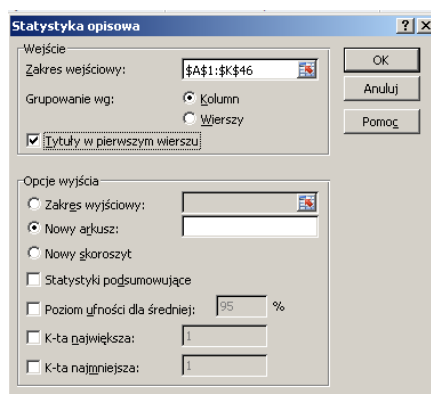 Statystyka opisowa
Wejście
Zakres wejściowy: $A$1:$K$46
Grupowanie wg: Kolumn
Wierszy
Tytuły w pierwszym wierszu
OK
Anuluj
Pomoc
Opcje wyjścia
Zakres wyjściowy:
Nowy arkusz:
Nowy skoroszyt
Statystyki podsumowujące
Poziom ufności dla średniej: 95 %
K-ta największa: 1
K-ta najmniejsza: 1